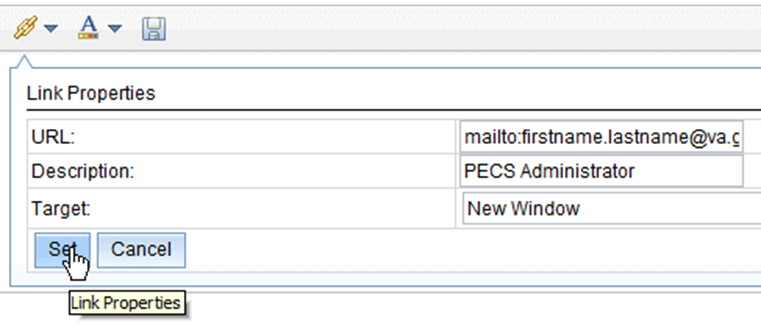 A
Link Properties
URL: mailto:firstname.lastname@va.g
Description: PECS Administrator
Target: New Window
Set Cancel
Link Properties